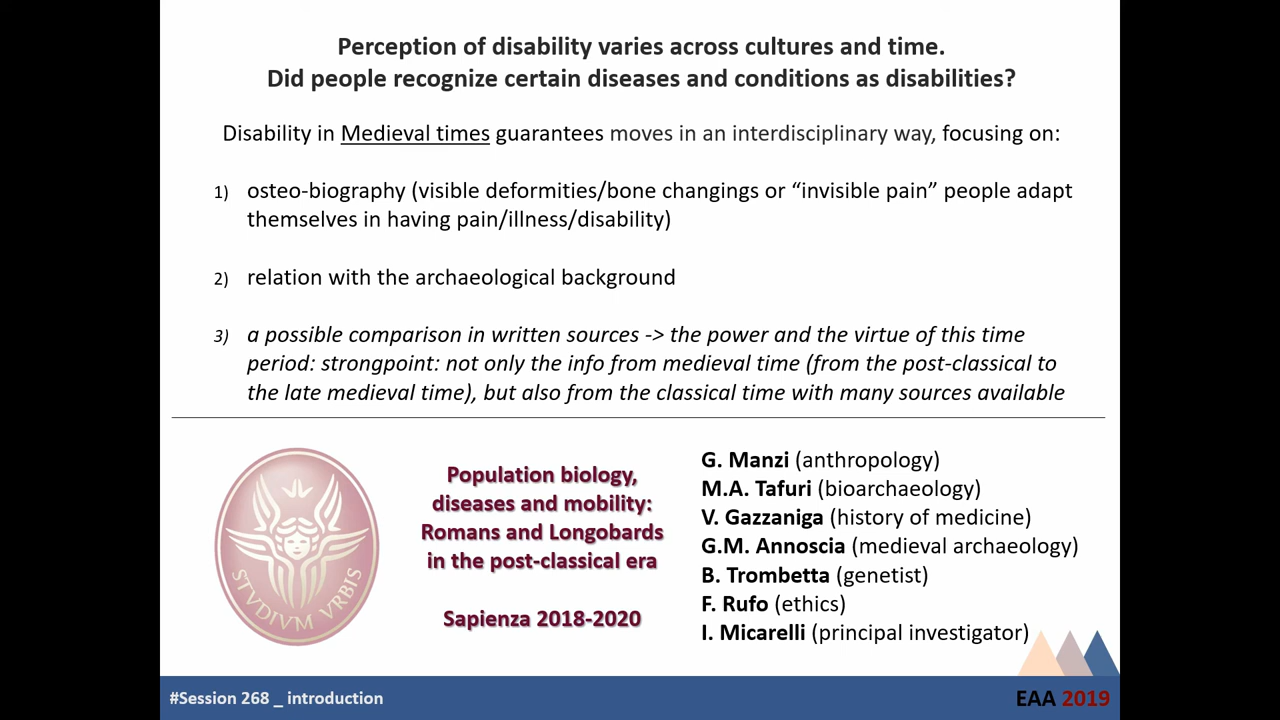 Perception of disability varies across cultures and time.
Did people recognize certain diseases and conditions as disabilities?
Disability in Medieval times guarantees moves in an interdisciplinary way, focusing on:
1) osteo-biography (visible deformities/bone changings or “invisible pain” people adapt
themselves in having pain/illness/disability)
2) relation with the archaeological background
3) a possible comparison in written sources -> the power and the virtue of this time
period: strongpoint: not only the info from medieval time (from the post-classical to
the late medieval time), but also from the classical time with many sources available
STVDIVM VRBIS
Population biology,
diseases and mobility:
Romans and Longobards
in the post-classical era
Sapienza 2018-2020
G. Manzi (anthropology)
M.A. Tafuri (bioarchaeology)
V. Gazzaniga (history of medicine)
G.M. Annoscia (medieval archaeology)
B. Trombetta (genetist)
F. Rufo (ethics)
I. Micarelli (principal investigator)
#Session 268 _ introduction
EAA 2019